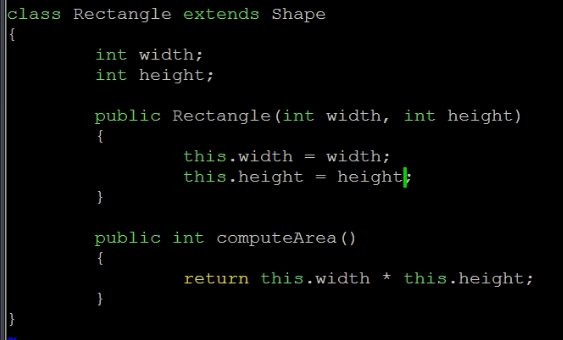 class Rectangle extends Shape
{
        int width;
        int height;

        public Rectangle(int width, int height)
        {
                this.width = width;
                this.height = height;
        }

        public int computeArea()
        {
                return this.width * this.height;
        }
}